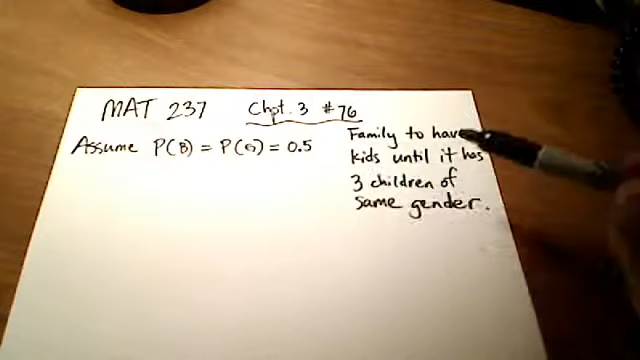 MAT 237 Chpt. 3 #76
Assume P(B) = P(G) = 0.5
Family to have
kids until it has
3 children of
same gender.